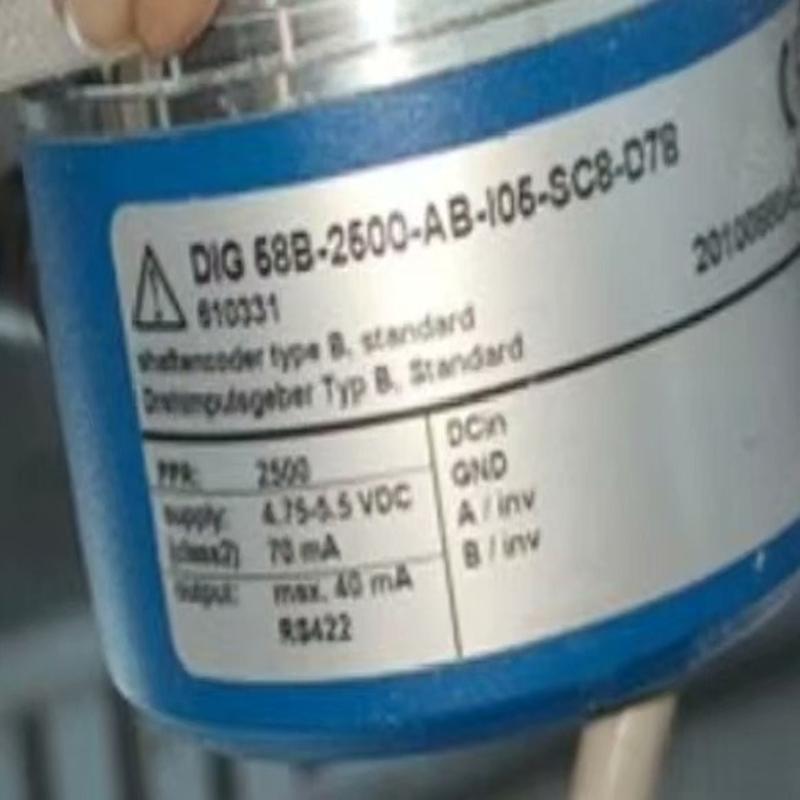 DIG 58B-2500-AB-I05-SC8-D78
610331
shaftencoder type B, standard
Drehimpulsgeber Typ B, Standard
PPR: 2500
supply: 4.75-5.5 VDC
(class2) 70 mA
output: max. 40 mA
RS422
DCin
GND
A / inv
B / inv